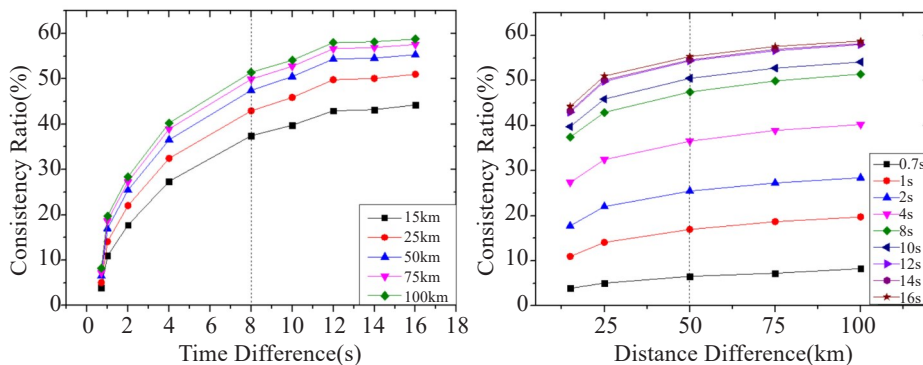 Consistency Ratio(%)
60
50
40
30
20
10
0
0 2 4 6 8 10 12 14 16 18
Time Difference(s)
15km
25km
50km
75km
100km
Consistency Ratio(%)
60
50
40
30
20
10
0
25 50 75 100
Distance Difference(km)
0.7s
1s
2s
4s
8s
10s
12s
14s
16s